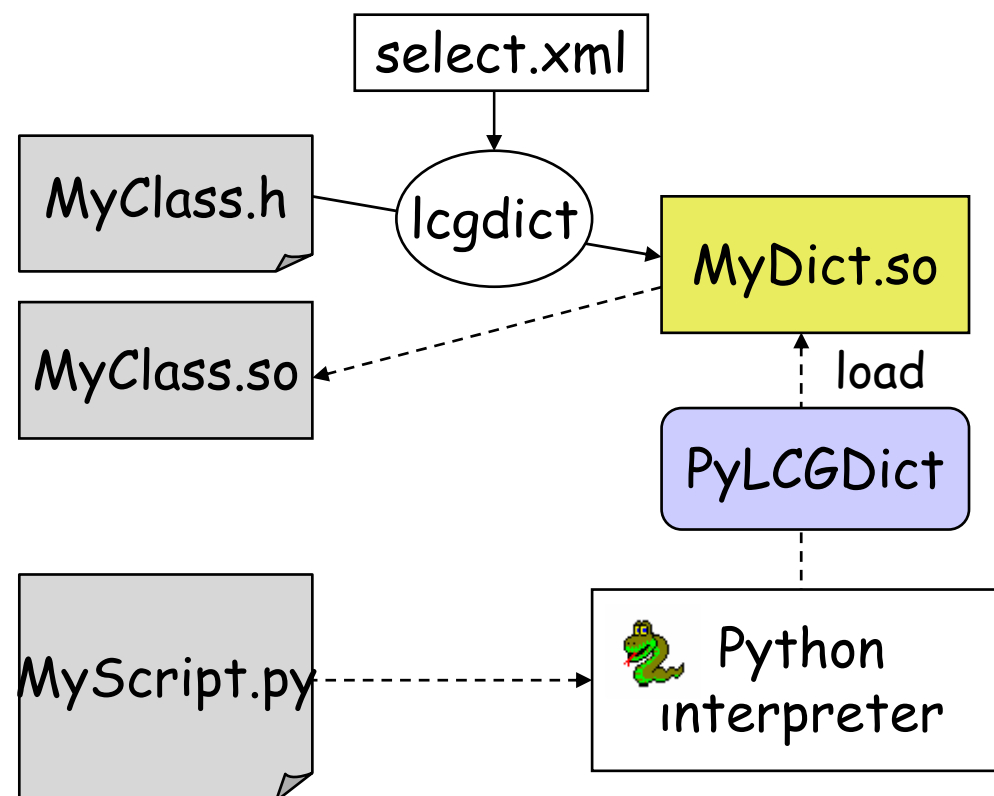 select.xml
MyClass.h
lcgdict
MyDict.so
MyClass.so
load
PyLCGDict
MyScript.py
Python
interpreter